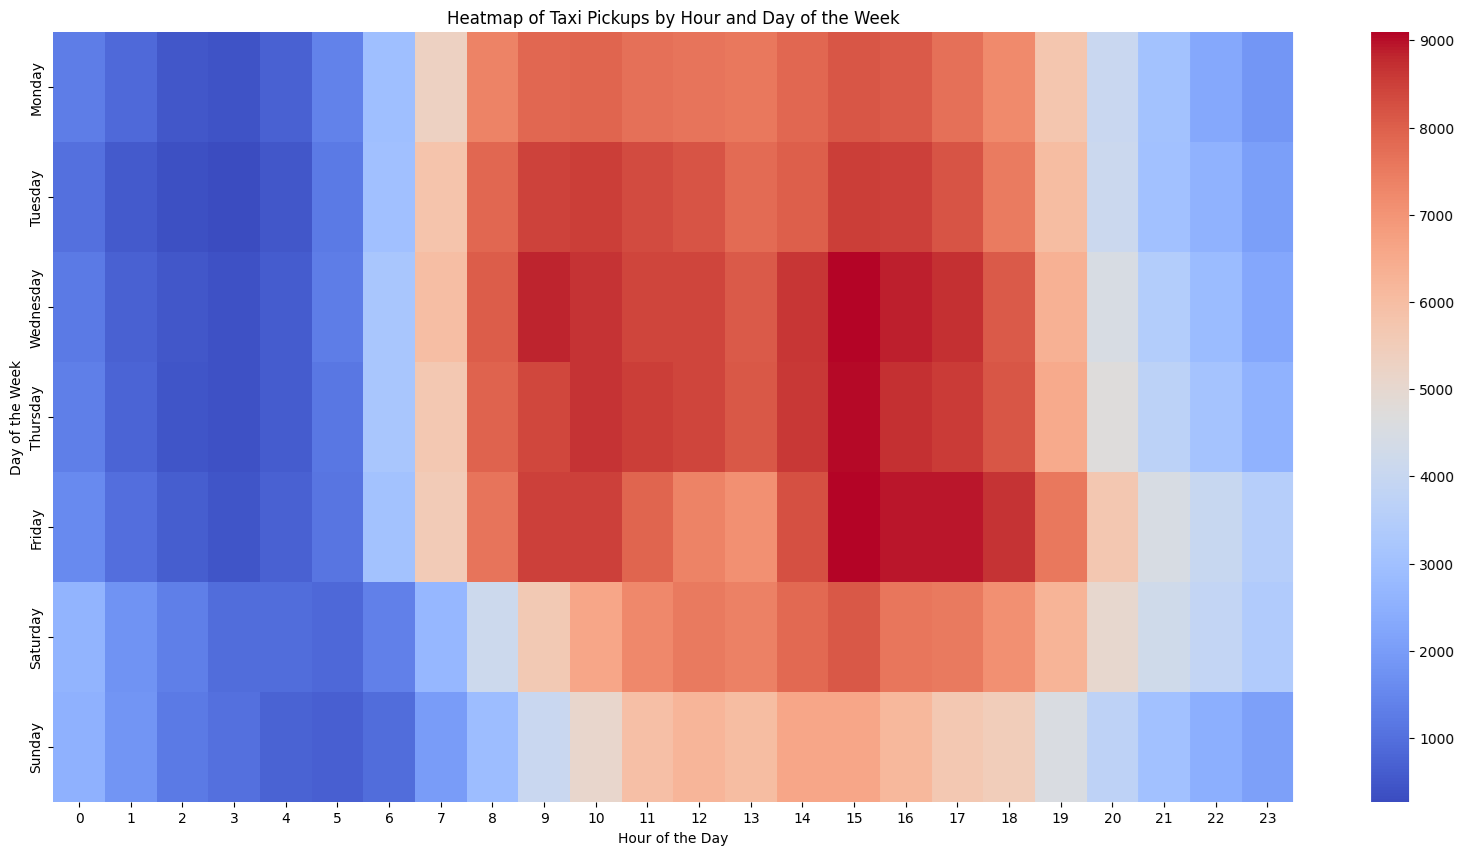 Heatmap of Taxi Pickups by Hour and Day of the Week
Day of the Week
Monday
Tuesday
Wednesday
Thursday
Friday
Saturday
Sunday
0 1 2 3 4 5 6 7 8 9 10 11 12 13 14 15 16 17 18 19 20 21 22 23
Hour of the Day
9000
8000
7000
6000
5000
4000
3000
2000
1000